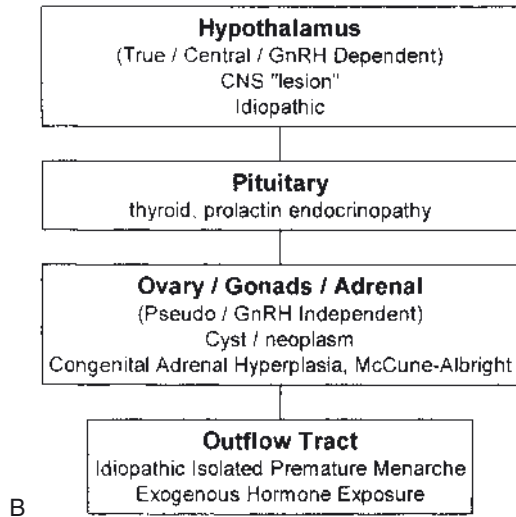 Hypothalamus
(True / Central / GnRH Dependent)
CNS "lesion"
Idiopathic
Pituitary
thyroid, prolactin endocrinopathy
Ovary / Gonads / Adrenal
(Pseudo / GnRH Independent)
Cyst / neoplasm
Congenital Adrenal Hyperplasia, McCune-Albright
Outflow Tract
Idiopathic Isolated Premature Menarche
Exogenous Hormone Exposure
B